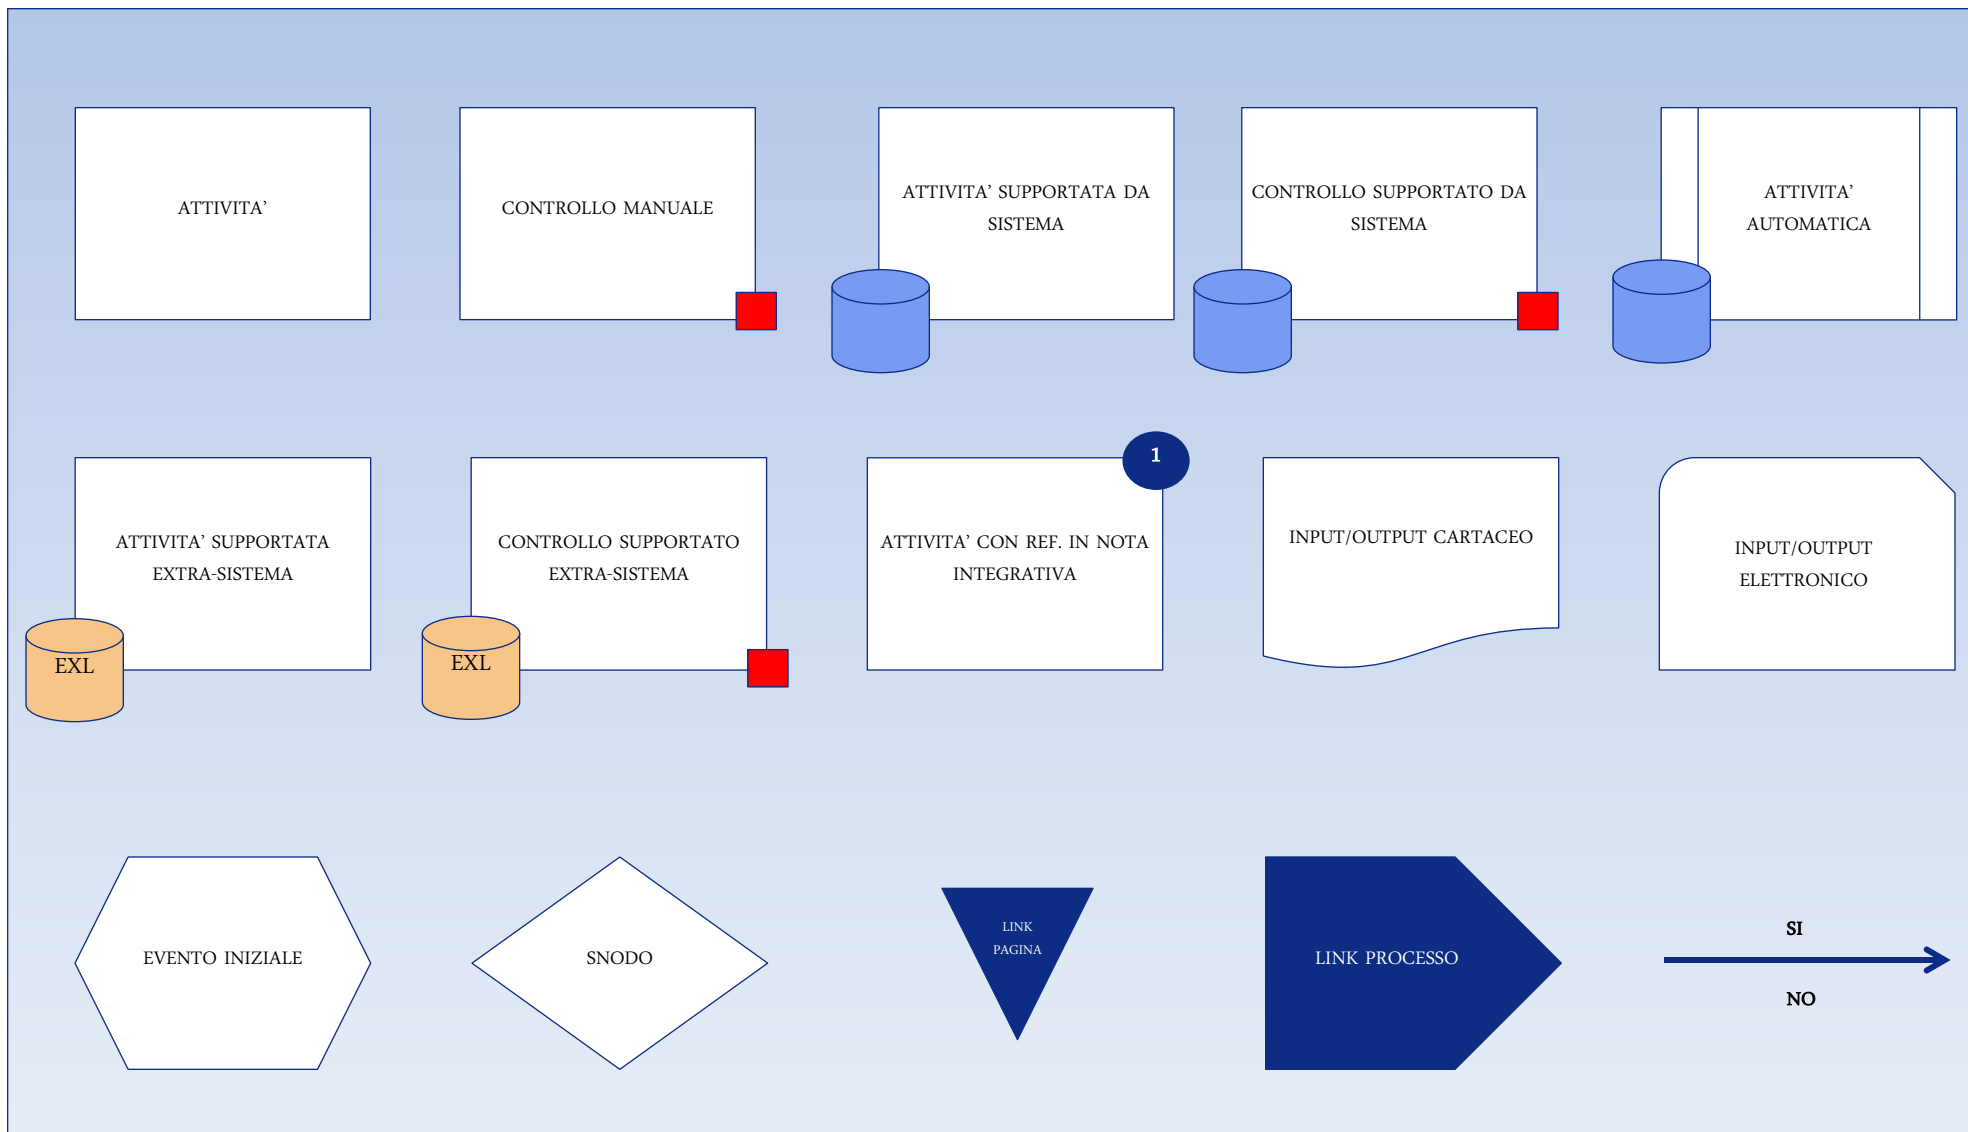 ATTIVITA’
CONTROLLO MANUALE
ATTIVITA’ SUPPORTATA DA
SISTEMA
CONTROLLO SUPPORTATO DA
SISTEMA
ATTIVITA’
AUTOMATICA
ATTIVITA’ SUPPORTATA
EXTRA-SISTEMA
EXL
CONTROLLO SUPPORTATO
EXTRA-SISTEMA
EXL
1
ATTIVITA’ CON REF. IN NOTA
INTEGRATIVA
INPUT/OUTPUT CARTACEO
INPUT/OUTPUT
ELETTRONICO
EVENTO INIZIALE
SNODO
LINK
PAGINA
LINK PROCESSO
SI
NO